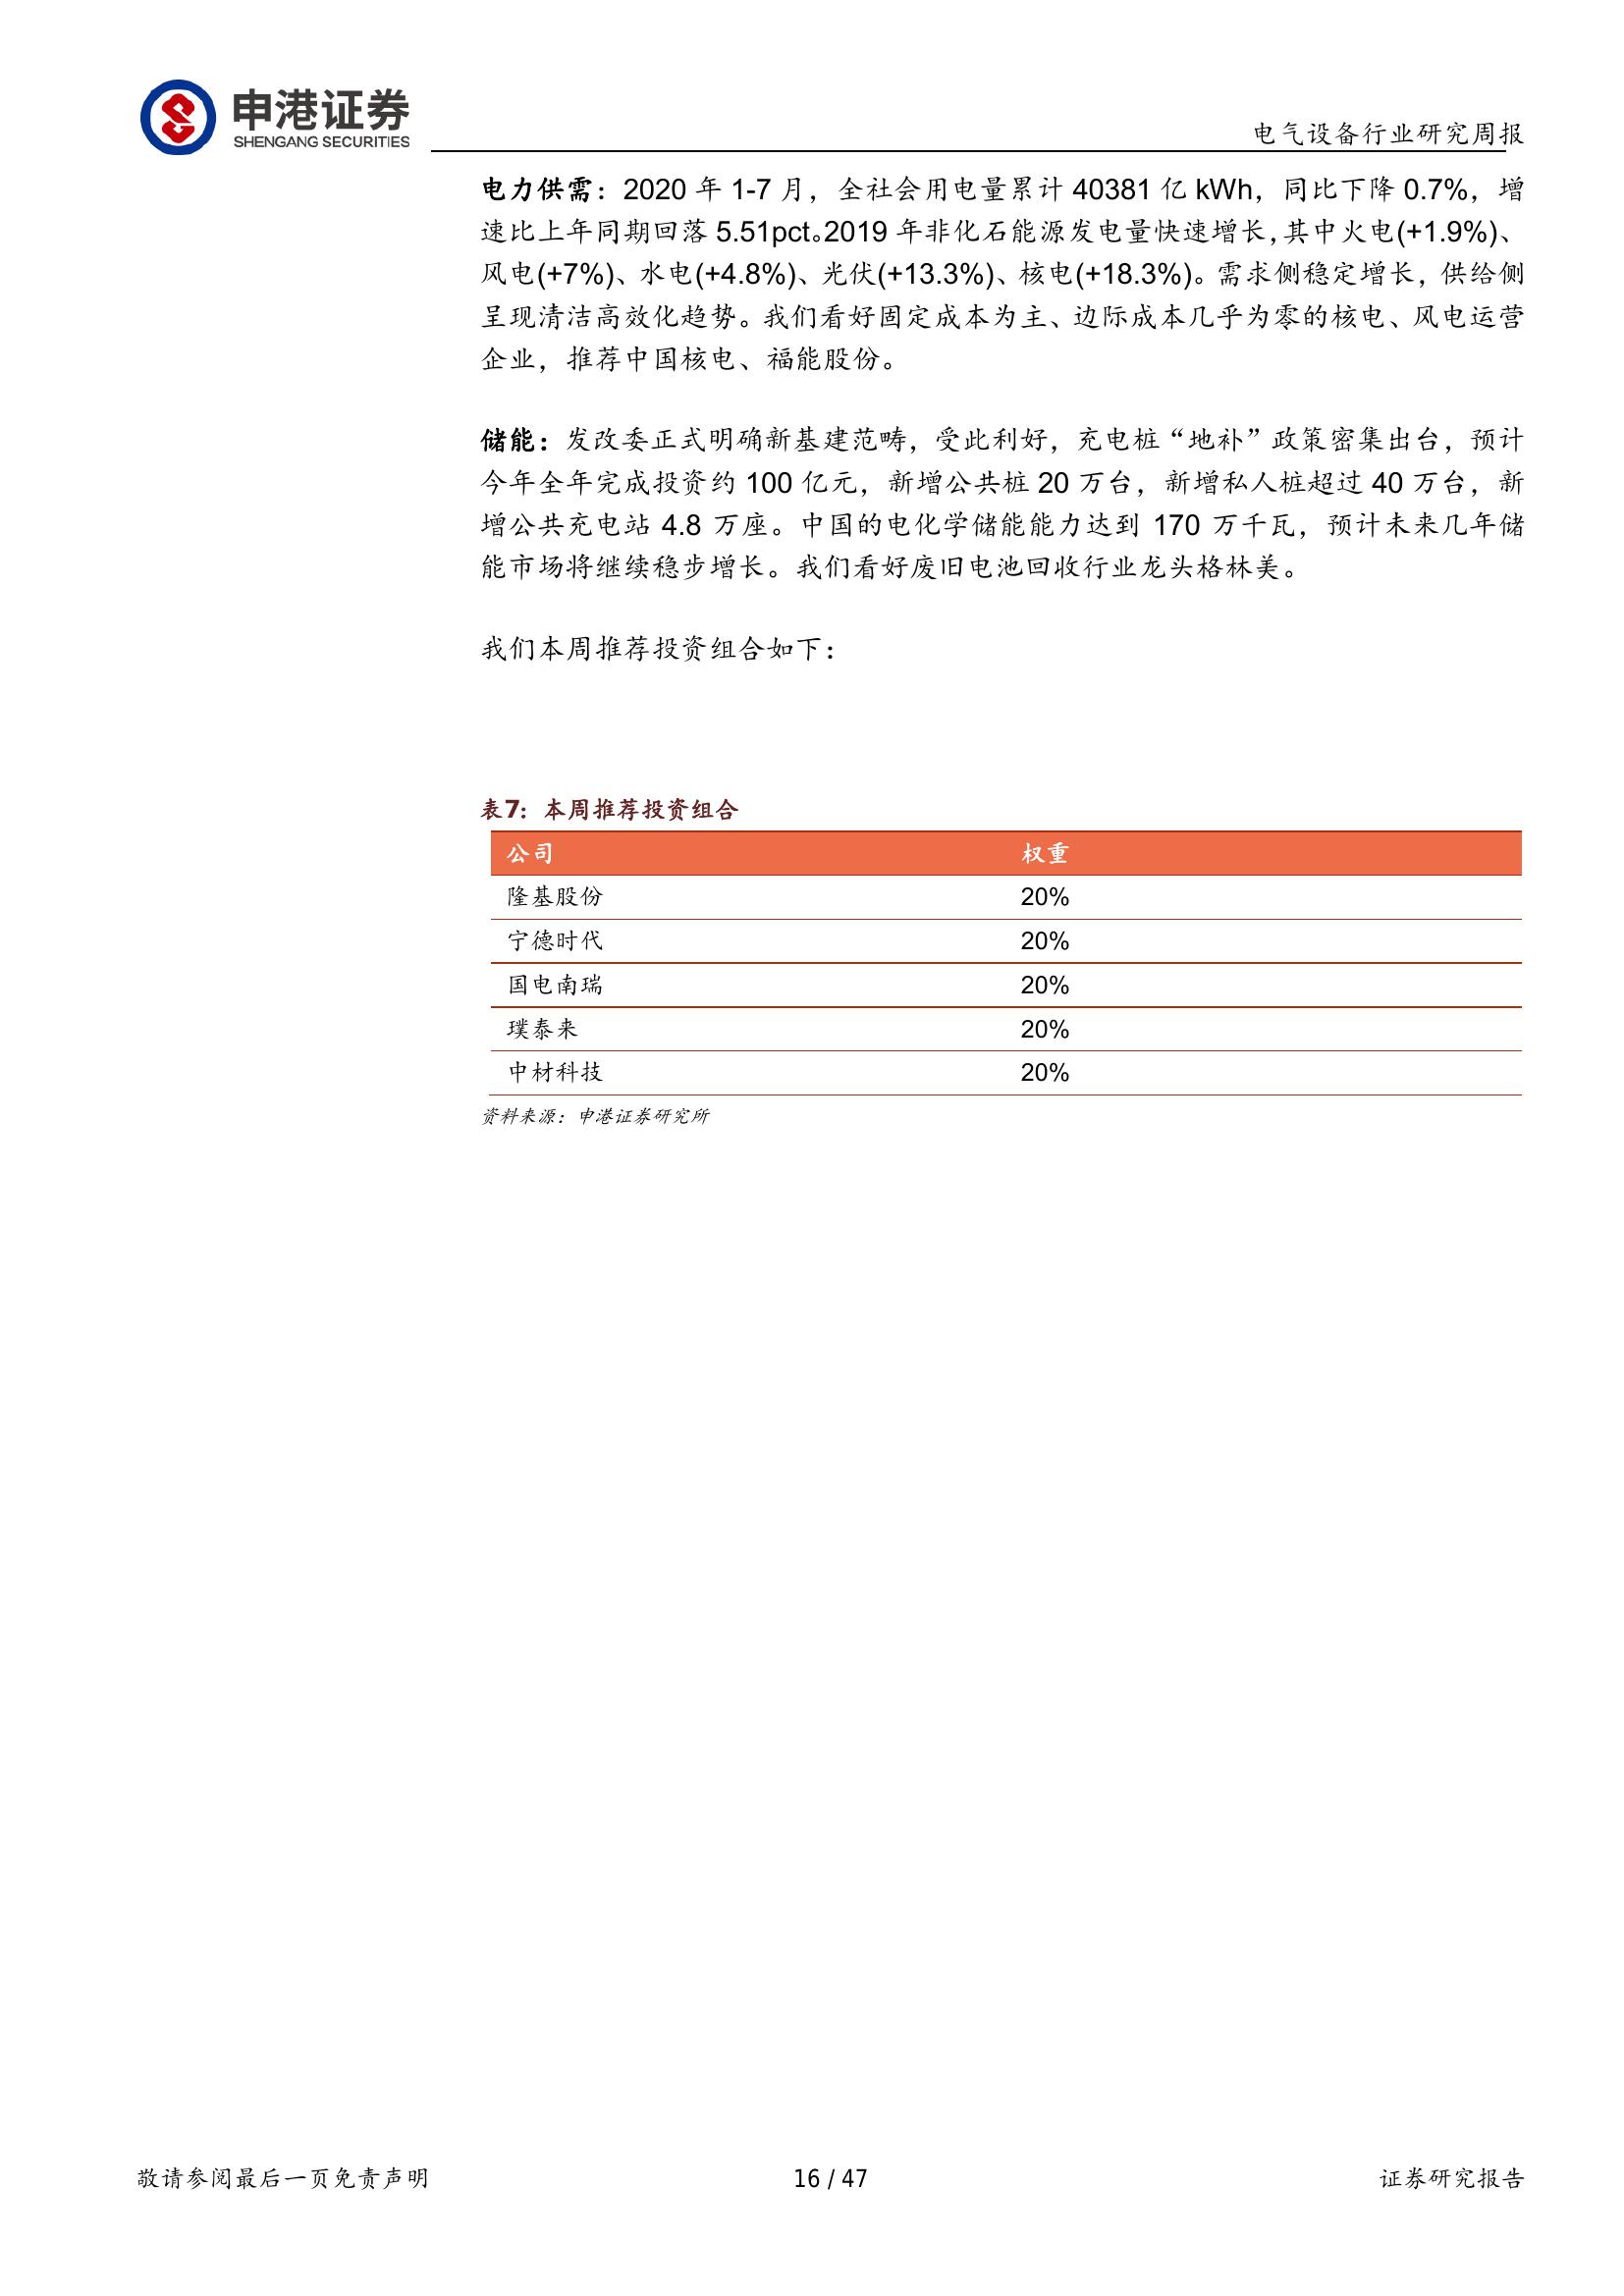 申港证券
SHENGANG SECURITIES
电气设备行业研究周报
电力供需：2020 年 1-7 月，全社会用电量累计 40381 亿 kWh，同比下降 0.7%，增
速比上年同期回落 5.51pct。2019 年非化石能源发电量快速增长，其中火电(+1.9%)、
风电(+7%)、水电(+4.8%)、光伏(+13.3%)、核电(+18.3%)。需求侧稳定增长，供给侧
呈现清洁高效化趋势。我们看好固定成本为主、边际成本几乎为零的核电、风电运营
企业，推荐中国核电、福能股份。
储能：发改委正式明确新基建范畴，受此利好，充电桩“地补”政策密集出台，预计
今年全年完成投资约 100 亿元，新增公共桩 20 万台，新增私人桩超过 40 万台，新
增公共充电站 4.8 万座。中国的电化学储能能力达到 170 万千瓦，预计未来几年储
能市场将继续稳步增长。我们看好废旧电池回收行业龙头格林美。
我们本周推荐投资组合如下：
表7：本周推荐投资组合
公司 权重
隆基股份 20%
宁德时代 20%
国电南瑞 20%
璞泰来 20%
中材科技 20%
资料来源：申港证券研究所
敬请参阅最后一页免责声明 16 / 47 证券研究报告